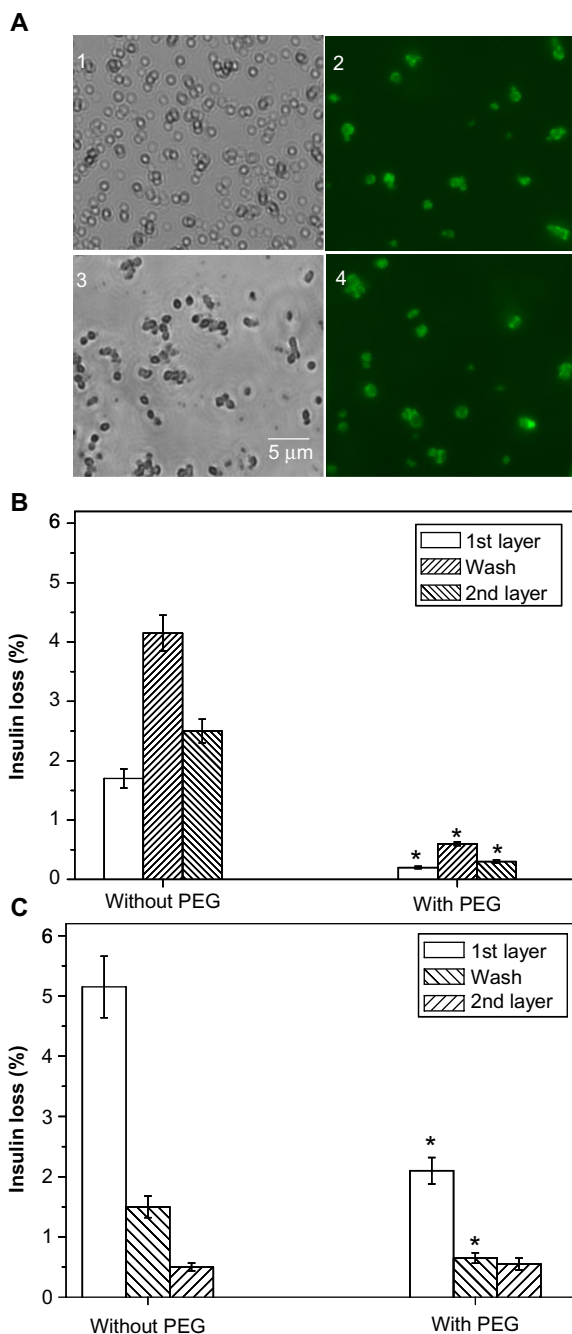 A
1
2
3
4
5 μm
B
6
5
4
3
2
1
0
Insulin loss (%)
1st layer
Wash
2nd layer
*
*
*
Without PEG
With PEG
C
6
5
4
3
2
1
0
Insulin loss (%)
1st layer
Wash
2nd layer
*
*
Without PEG
With PEG